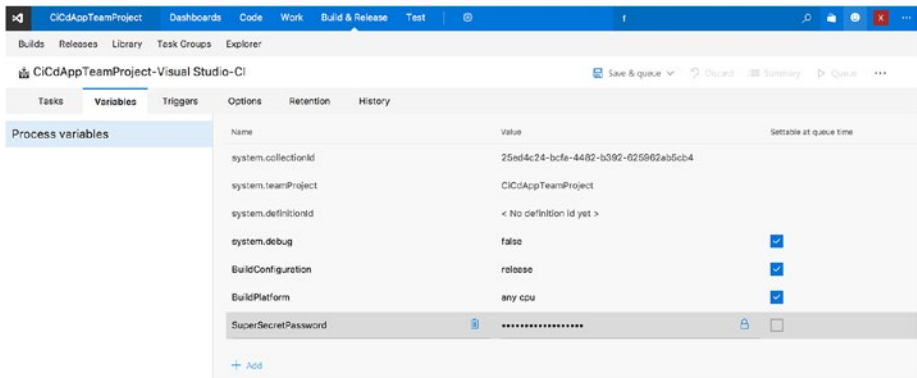 CiCdAppTeamProject Dashboards Code Work Build & Release Test f X ...
Builds Releases Library Task Groups Explorer
CiCdAppTeamProject-Visual Studio-CI Save & queue Discard Summary Queue ...
Tasks Variables Triggers Options Retention History
Process variables
Name Value Settable at queue time
system.collectionId 25ed4c24-bcfa-4482-b392-625962ab5cb4
system.teamProject CiCdAppTeamProject
system.definitionId < No definition id yet >
system.debug false
BuildConfiguration release
BuildPlatform any cpu
SuperSecretPassword ••••••••••••••••••
+ Add